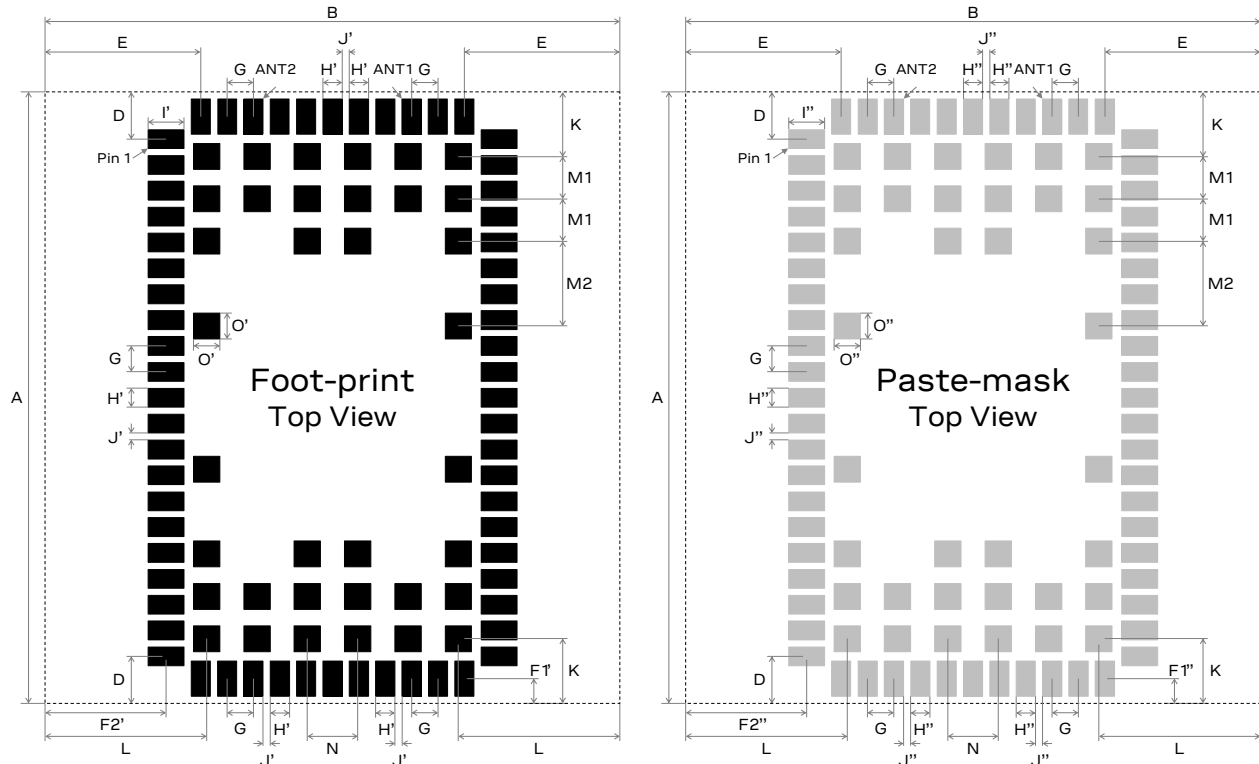 B B
E E E E
J' J''
G ANT2 H' H' ANT1 G G ANT2 H'' H'' ANT1 G
D I' K D I'' K
Pin 1 Pin 1
M1 M1
M1 M1
M2 M2
O' O''
G O' G O''
Foot-print Paste-mask
A H' A H''
Top View Top View
J' J''
D F1' K D F1'' K
F2' G H' H' G F2'' G H'' H'' G
L N L L N L
J' J' J'' J''